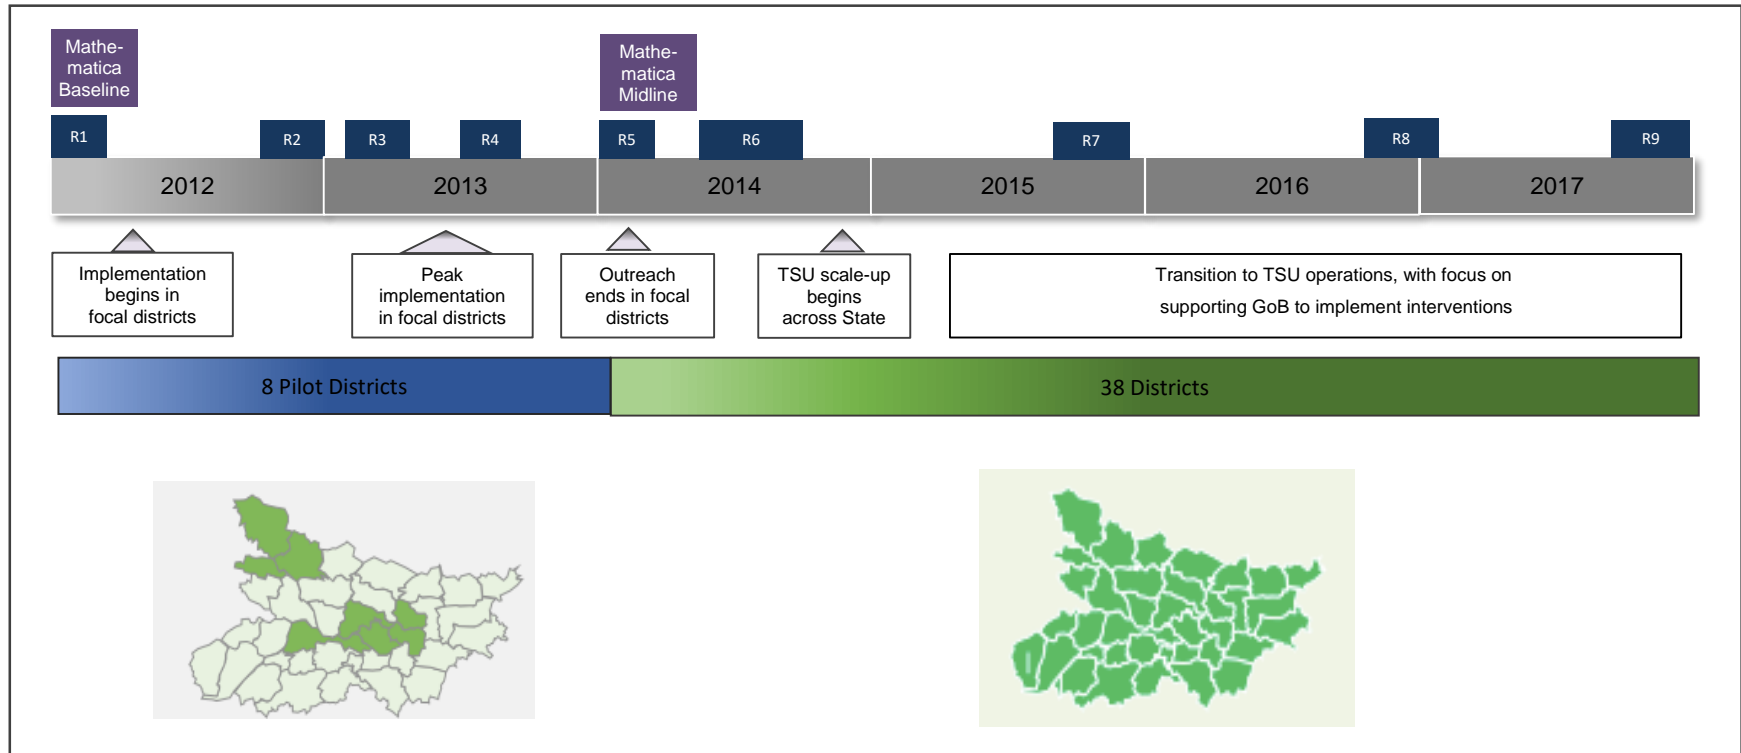 Mathe-
matica
Baseline
Mathe-
matica
Midline
R1
R2
R3
R4
R5
R6
R7
R8
R9
2012
2013
2014
2015
2016
2017
Implementation
begins in
focal districts
Peak
implementation
in focal districts
Outreach
ends in focal
districts
TSU scale-up
begins
across State
Transition to TSU operations, with focus on
supporting GoB to implement interventions
8 Pilot Districts
38 Districts